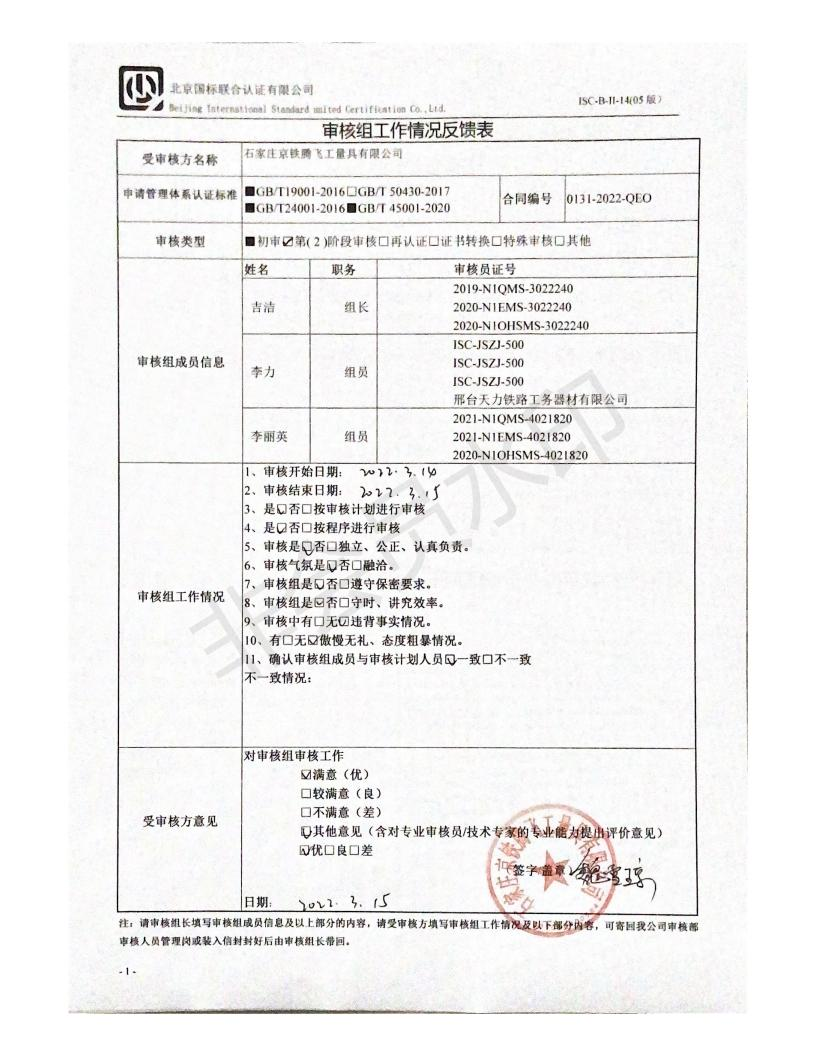 北京国标联合认证有限公司
Beijing International Standard united Certification Co.,Ltd.
ISC-B-II-14(05 版)
审核组工作情况反馈表
受审核方名称 石家庄京铁腾飞工量具有限公司
申请管理体系认证标准 ■GB/T19001-2016□GB/T 50430-2017
■GB/T24001-2016■GB/T 45001-2020
合同编号 0131-2022-QEO
审核类型 ■初审☑第( 2 )阶段审核□再认证□证书转换□特殊审核□其他
审核组成员信息
姓名 职务 审核员证号
吉洁 组长 2019-N1QMS-3022240
2020-N1EMS-3022240
2020-N1OHSMS-3022240
李力 组员 ISC-JSZJ-500
ISC-JSZJ-500
ISC-JSZJ-500
邢台天力铁路工务器材有限公司
李丽英 组员 2021-N1QMS-4021820
2021-N1EMS-4021820
2020-N1OHSMS-4021820
审核组工作情况
1、审核开始日期： 2022.3.14
2、审核结束日期： 2022.3.15
3、是☑否□按审核计划进行审核
4、是☑否□按程序进行审核
5、审核是☑否□独立、公正、认真负责。
6、审核气氛是☑否□融洽。
7、审核组是☑否□遵守保密要求。
8、审核组是☑否□守时、讲究效率。
9、审核中有□无☑违背事实情况。
10、有□无☑傲慢无礼、态度粗暴情况。
11、确认审核组成员与审核计划人员☑一致□不一致
不一致情况：
受审核方意见
对审核组审核工作
☑满意（优）
□较满意（良）
□不满意（差）
☑其他意见（含对专业审核员/技术专家的专业能力提出评价意见）
☑优□良□差
（签字 盖章）
日期： 2022.3.15
注：请审核组长填写审核组成员信息及以上部分的内容，请受审核方填写审核组工作情况及以下部分内容，可寄回我公司审核部
审核人员管理岗或装入信封封好后由审核组长带回。
- 1 -
非会员水印